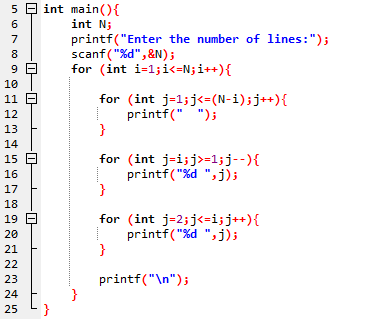 5 int main(){
6     int N;
7     printf("Enter the number of lines:");
8     scanf("%d",&N);
9     for (int i=1;i<=N;i++){
10
11         for (int j=1;j<=(N-i);j++){
12             printf("  ");
13         }
14
15         for (int j=i;j>=1;j--){
16             printf("%d ",j);
17         }
18
19         for (int j=2;j<=i;j++){
20             printf("%d ",j);
21         }
22
23         printf("\n");
24     }
25 }